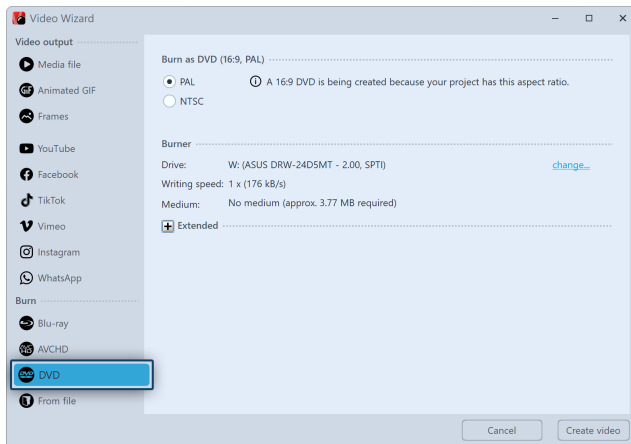 Video Wizard
Video output
Media file
Animated GIF
Frames
YouTube
Facebook
TikTok
Vimeo
Instagram
WhatsApp
Burn
Blu-ray
AVCHD
DVD
From file
Burn as DVD (16:9, PAL)
PAL
A 16:9 DVD is being created because your project has this aspect ratio.
NTSC
Burner
Drive: W: (ASUS DRW-24D5MT - 2.00, SPTI) change...
Writing speed: 1 x (176 kB/s)
Medium: No medium (approx. 3.77 MB required)
Extended
Cancel
Create video